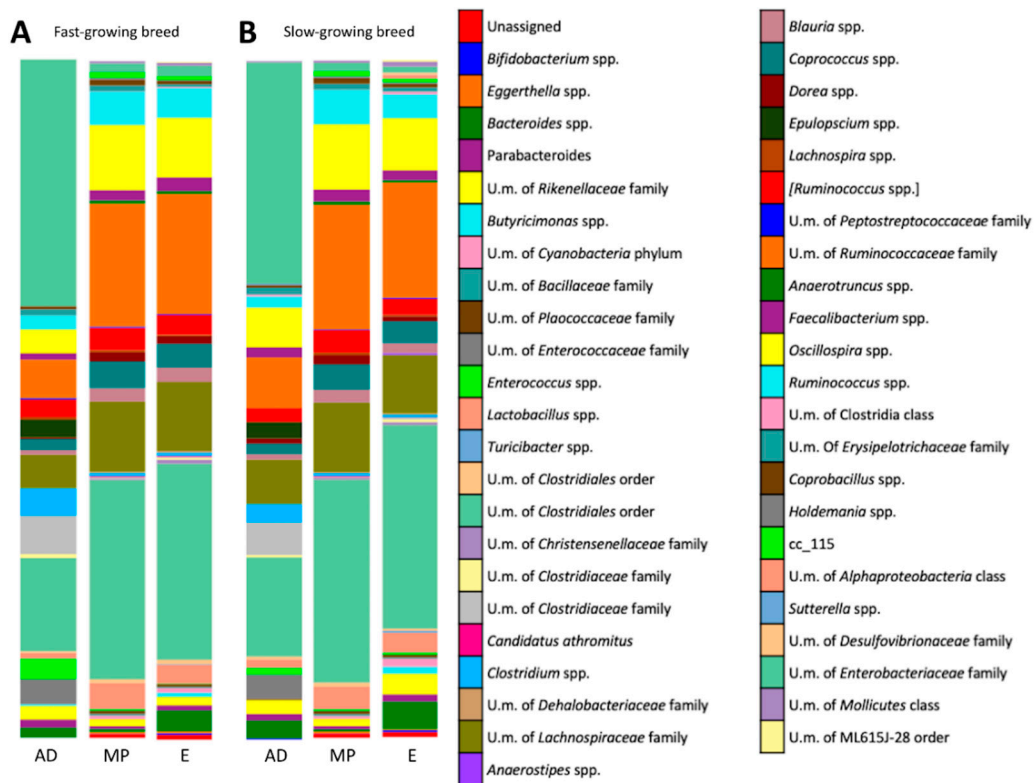 A Fast-growing breed
B Slow-growing breed
AD MP E
AD MP E
Unassigned
Bifidobacterium spp.
Eggerthella spp.
Bacteroides spp.
Parabacteroides
U.m. of Rikenellaceae family
Butyricimonas spp.
U.m. of Cyanobacteria phylum
U.m. of Bacillaceae family
U.m. of Plaococcaceae family
U.m. of Enterococcaceae family
Enterococcus spp.
Lactobacillus spp.
Turicibacter spp.
U.m. of Clostridiales order
U.m. of Clostridiales order
U.m. of Christensenellaceae family
U.m. of Clostridiaceae family
U.m. of Clostridiaceae family
Candidatus athromitus
Clostridium spp.
U.m. of Dehalobacteriaceae family
U.m. of Lachnospiraceae family
Anaerostipes spp.
Blauria spp.
Coprococcus spp.
Dorea spp.
Epulopscium spp.
Lachnospira spp.
[Ruminococcus spp.]
U.m. of Peptostreptococcaceae family
U.m. of Ruminococcaceae family
Anaerotruncus spp.
Faecalibacterium spp.
Oscillospira spp.
Ruminococcus spp.
U.m. of Clostridia class
U.m. Of Erysipelotrichaceae family
Coprobacillus spp.
Holdemania spp.
cc_115
U.m. of Alphaproteobacteria class
Sutterella spp.
U.m. of Desulfovibrionaceae family
U.m. of Enterobacteriaceae family
U.m. of Mollicutes class
U.m. of ML615J-28 order